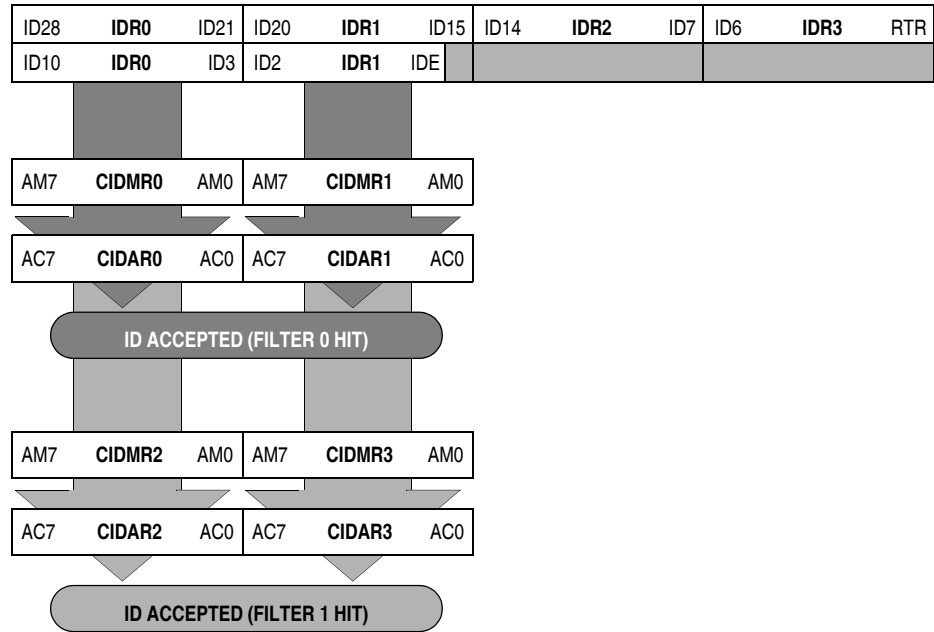 ID28 IDR0 ID21 ID20 IDR1 ID15 ID14 IDR2 ID7 ID6 IDR3 RTR
ID10 IDR0 ID3 ID2 IDR1 IDE
AM7 CIDMR0 AM0 AM7 CIDMR1 AM0
AC7 CIDAR0 AC0 AC7 CIDAR1 AC0
ID ACCEPTED (FILTER 0 HIT)
AM7 CIDMR2 AM0 AM7 CIDMR3 AM0
AC7 CIDAR2 AC0 AC7 CIDAR3 AC0
ID ACCEPTED (FILTER 1 HIT)